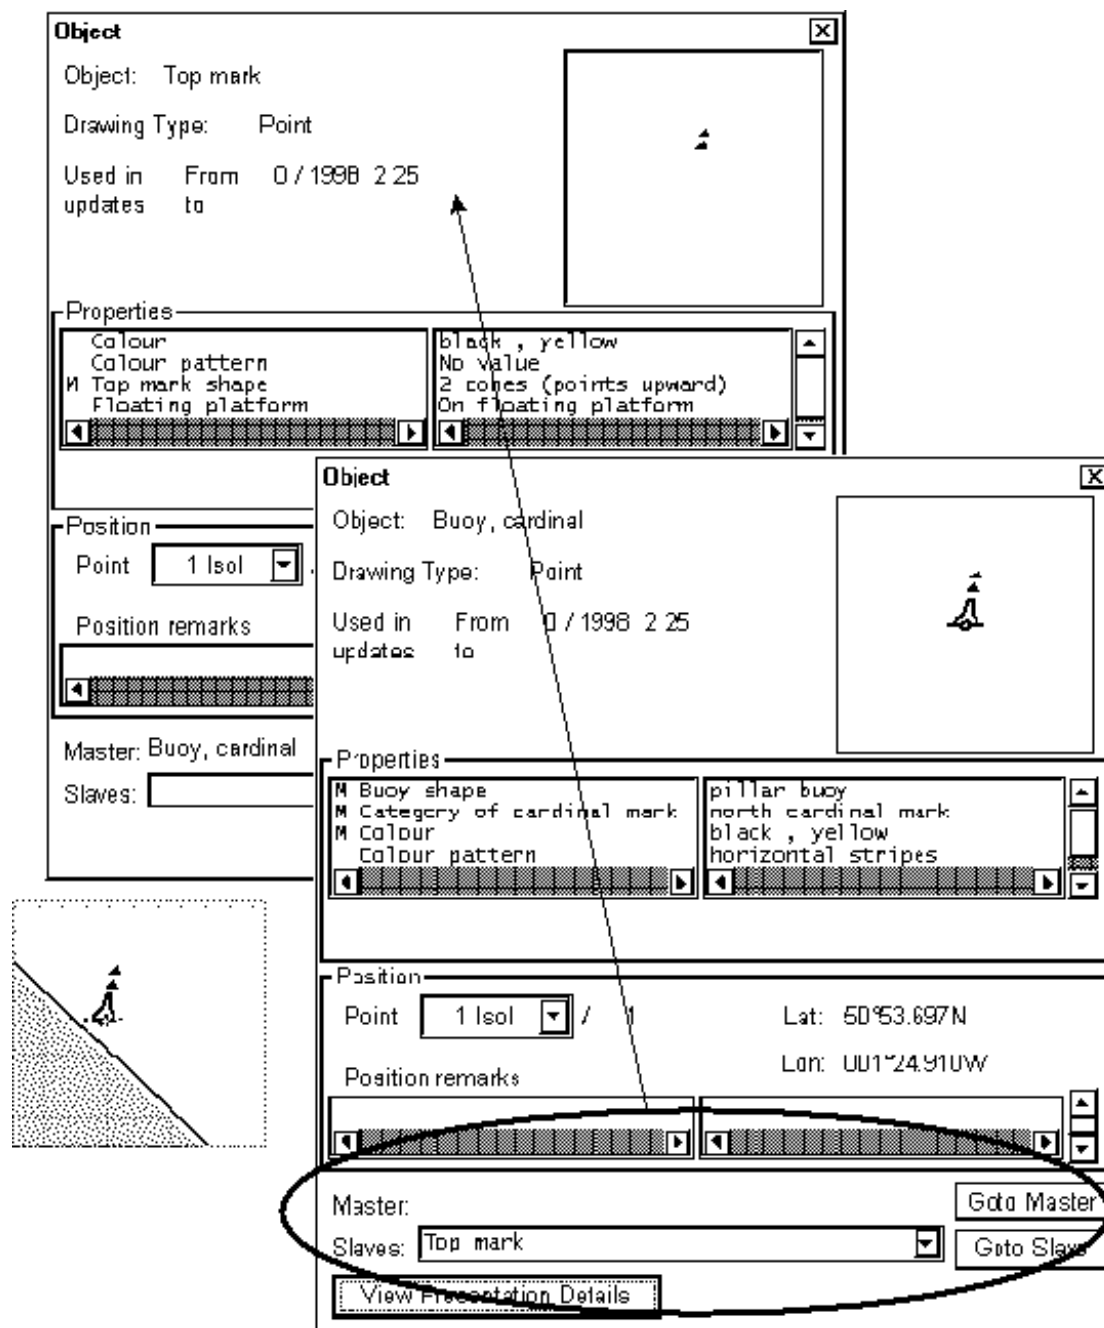 Object
Object: Top mark
Drawing Type: Point
Used in From 0 / 1998 2 25
updates to
Properties
Colour black , yellow
Colour pattern No value
M Top mark shape 2 cones (points upward)
Floating platform On floating platform
Position
Point 1 Isol
Position remarks
Master: Buoy, cardinal
Slaves:
Object
Object: Buoy, cardinal
Drawing Type: Point
Used in From 0 / 1998 2 25
updates to
Properties
M Buoy shape pillar buoy
M Category of cardinal mark north cardinal mark
M Colour black , yellow
Colour pattern horizontal stripes
Position
Point 1 Isol / 1 Lat: 50°53.697N
Lon: 001°24.910W
Position remarks
Master: Goto Master
Slaves: Top mark Goto Slave
View Presentation Details